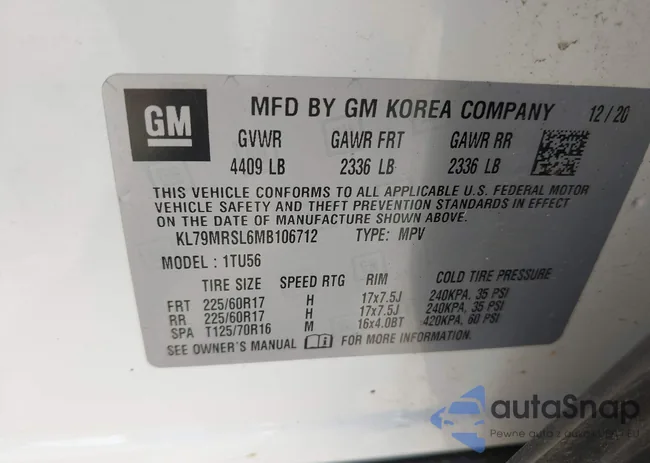 GM
MFD BY GM KOREA COMPANY 12/20
GVWR GAWR FRT GAWR RR
4409 LB 2336 LB 2336 LB
THIS VEHICLE CONFORMS TO ALL APPLICABLE U.S. FEDERAL MOTOR
VEHICLE SAFETY AND THEFT PREVENTION STANDARDS IN EFFECT
ON THE DATE OF MANUFACTURE SHOWN ABOVE.
KL79MRSL6MB106712 TYPE: MPV
MODEL : 1TU56
TIRE SIZE SPEED RTG RIM COLD TIRE PRESSURE
FRT 225/60R17 H 17x7.5J 240KPA, 35 PSI
RR 225/60R17 H 17x7.5J 240KPA, 35 PSI
SPA T125/70R16 M 16x4.0BT 420KPA, 60 PSI
SEE OWNER'S MANUAL FOR MORE INFORMATION.
autaSnap
Pewne auta z